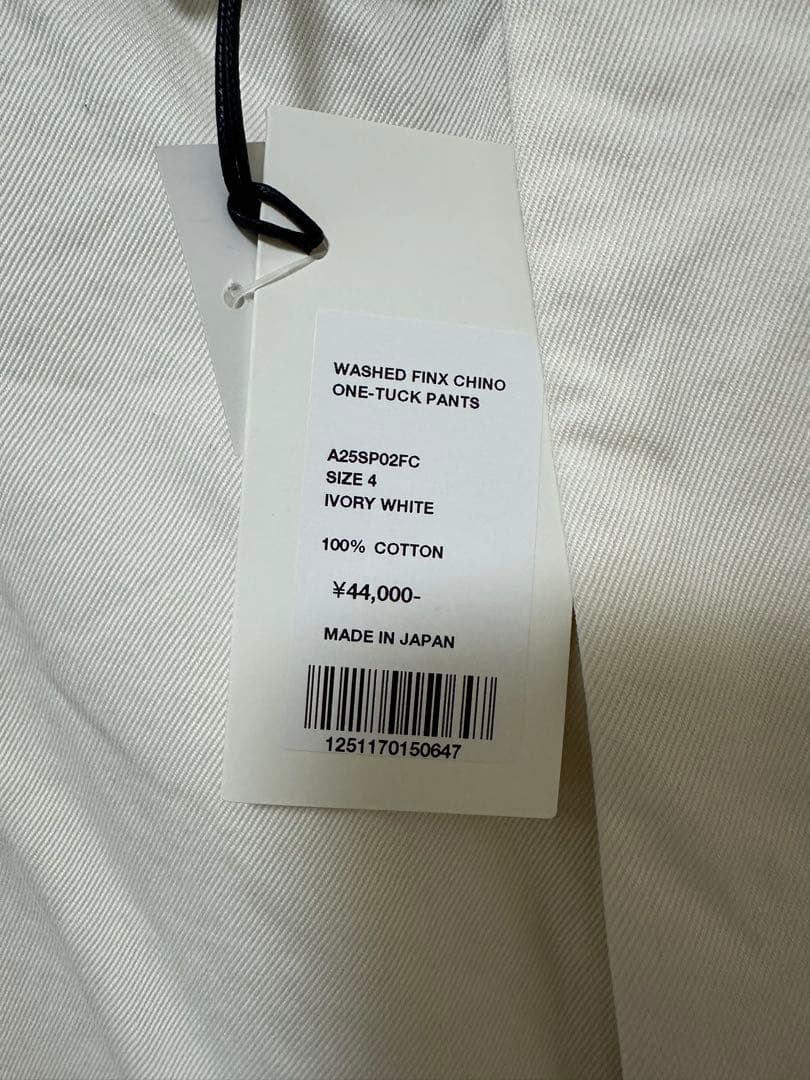 WASHED FINX CHINO
ONE-TUCK PANTS
A25SP02FC
SIZE 4
IVORY WHITE
100% COTTON
¥44,000-
MADE IN JAPAN
1251170150647